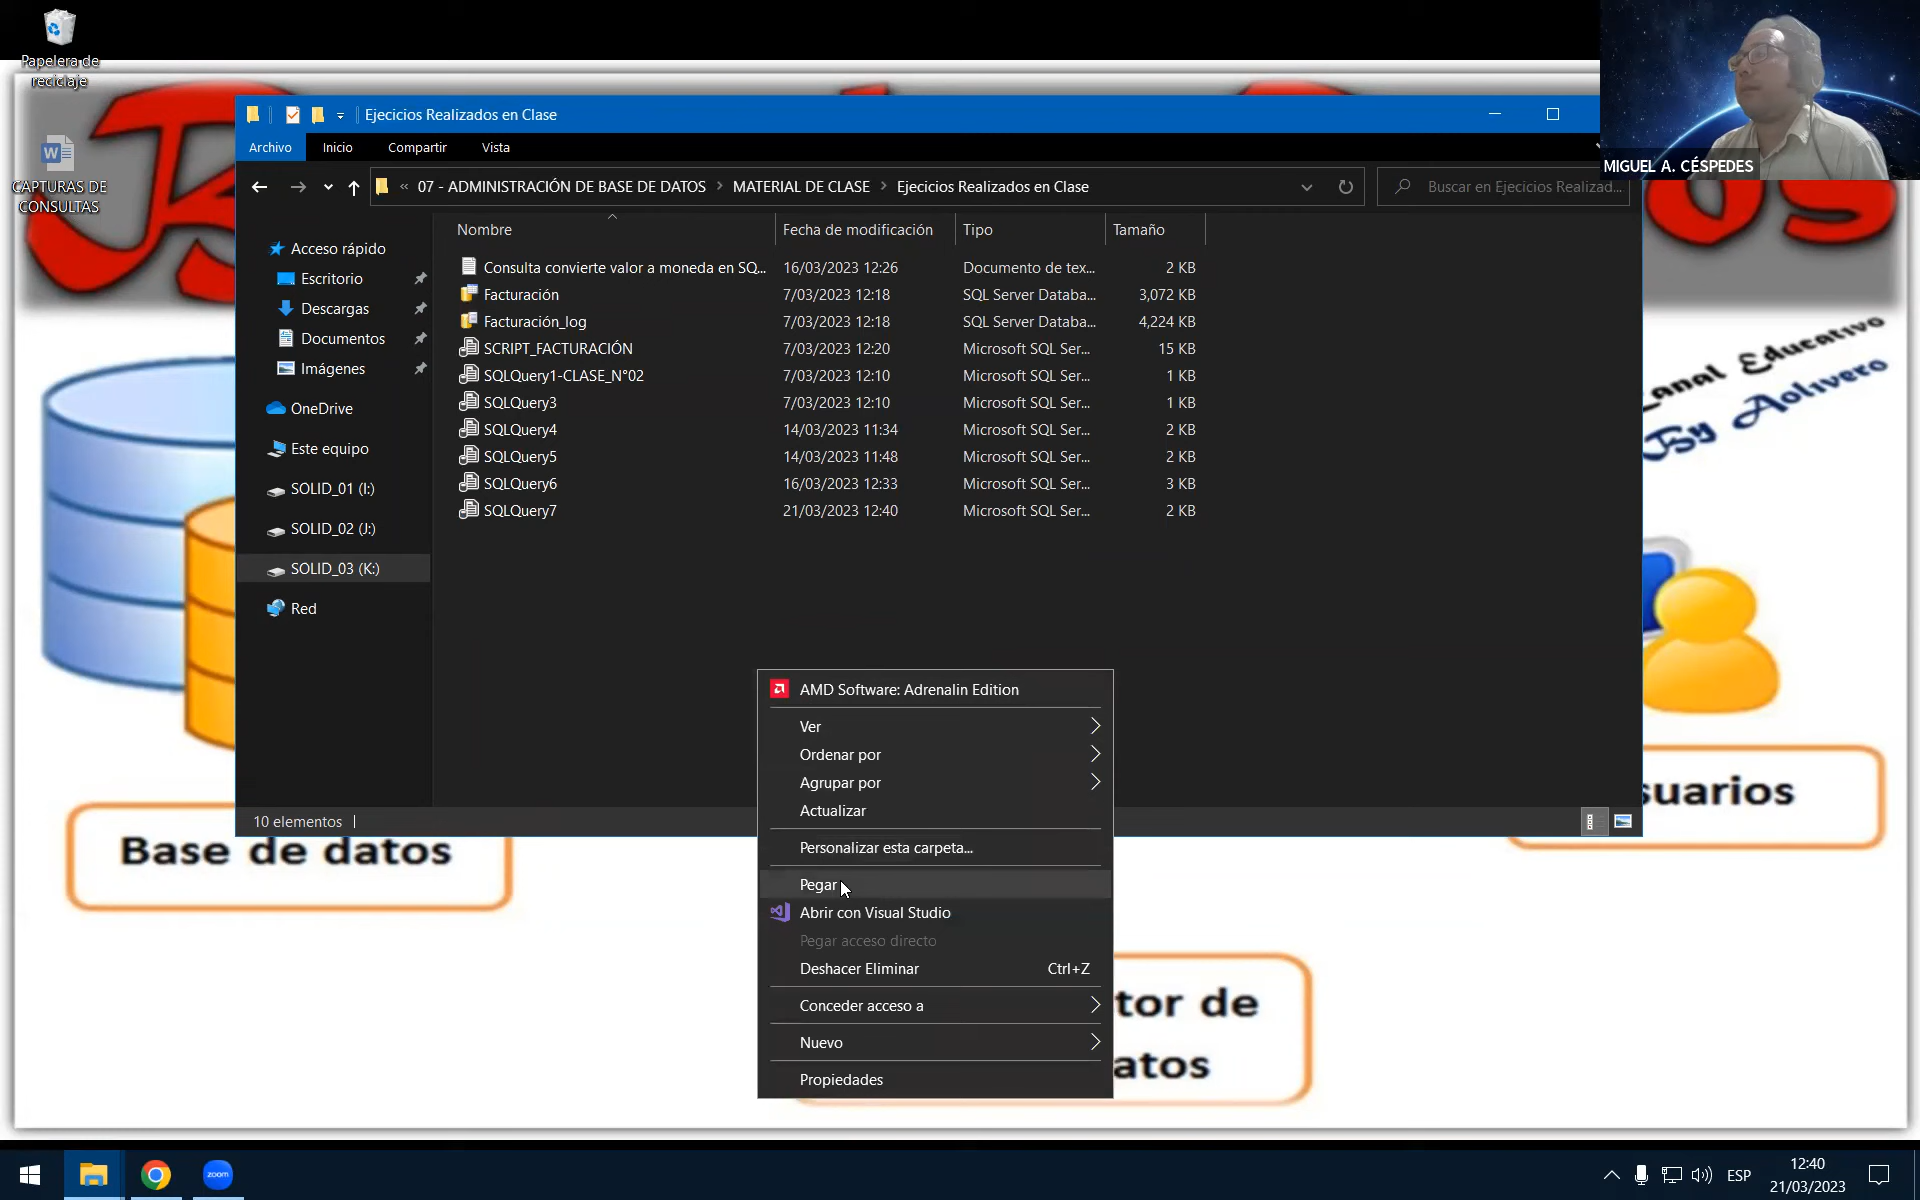 Papelera de
reciclaje
CAPTURAS DE
CONSULTAS
Ejecicios Realizados en Clase
Archivo
Inicio
Compartir
Vista
« 07 - ADMINISTRACIÓN DE BASE DE DATOS > MATERIAL DE CLASE > Ejecicios Realizados en Clase
Buscar en Ejecicios Realizad...
MIGUEL A. CÉSPEDES
Nombre
Fecha de modificación
Tipo
Tamaño
Acceso rápido
Escritorio
Descargas
Documentos
Imágenes
OneDrive
Este equipo
SOLID_01 (I:)
SOLID_02 (J:)
SOLID_03 (K:)
Red
Consulta convierte valor a moneda en SQ... 16/03/2023 12:26 Documento de tex... 2 KB
Facturación 7/03/2023 12:18 SQL Server Databa... 3,072 KB
Facturación_log 7/03/2023 12:18 SQL Server Databa... 4,224 KB
SCRIPT_FACTURACIÓN 7/03/2023 12:20 Microsoft SQL Ser... 15 KB
SQLQuery1-CLASE_N°02 7/03/2023 12:10 Microsoft SQL Ser... 1 KB
SQLQuery3 7/03/2023 12:10 Microsoft SQL Ser... 1 KB
SQLQuery4 14/03/2023 11:34 Microsoft SQL Ser... 2 KB
SQLQuery5 14/03/2023 11:48 Microsoft SQL Ser... 2 KB
SQLQuery6 16/03/2023 12:33 Microsoft SQL Ser... 3 KB
SQLQuery7 21/03/2023 12:40 Microsoft SQL Ser... 2 KB
AMD Software: Adrenalin Edition
Ver
Ordenar por
Agrupar por
Actualizar
Personalizar esta carpeta...
Pegar
Abrir con Visual Studio
Pegar acceso directo
Deshacer Eliminar Ctrl+Z
Conceder acceso a
Nuevo
Propiedades
10 elementos
anal Educativo
By Aolivero
Base de datos
suarios
tor de
atos
zoom
ESP
12:40
21/03/2023